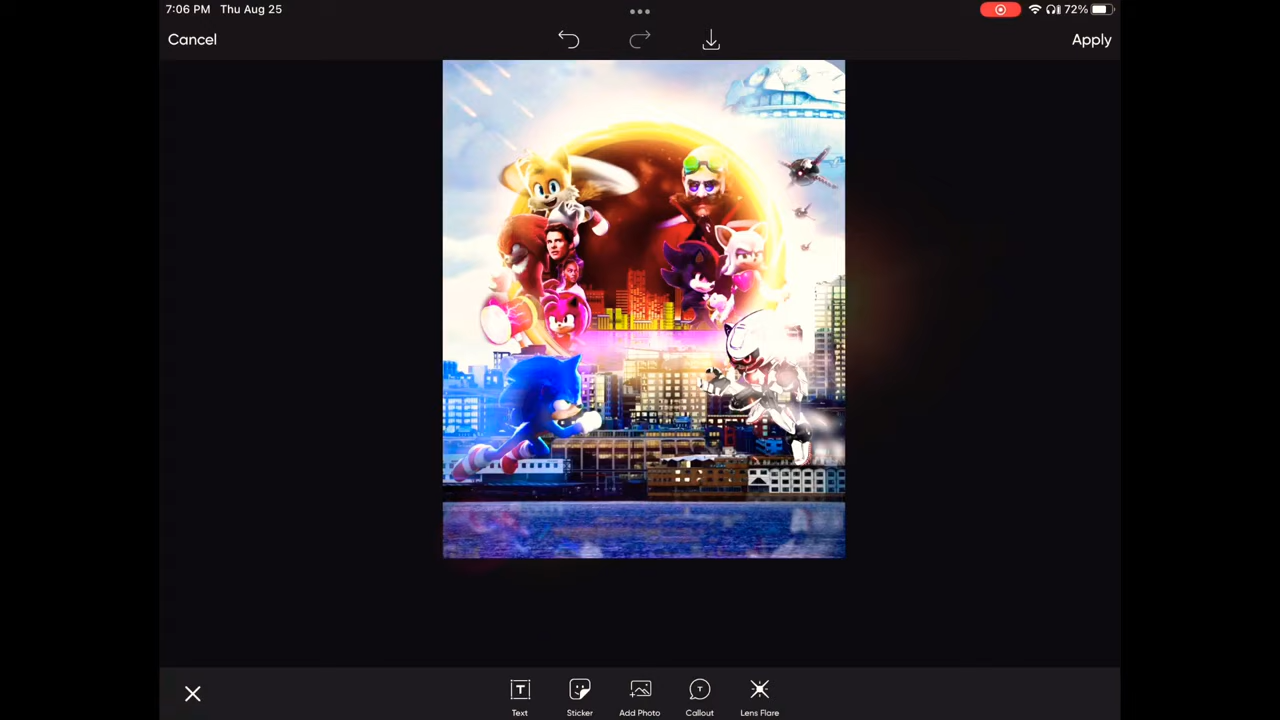 7:06 PM Thu Aug 25
72%
Cancel
Apply
T
T
Text
Sticker
Add Photo
Callout
Lens Flare